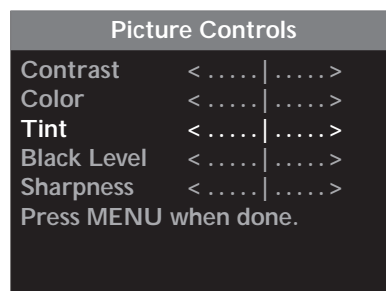 Picture Controls
Contrast <.....|.....>
Color <.....|.....>
Tint <.....|.....>
Black Level <.....|.....>
Sharpness <.....|.....>
Press MENU when done.